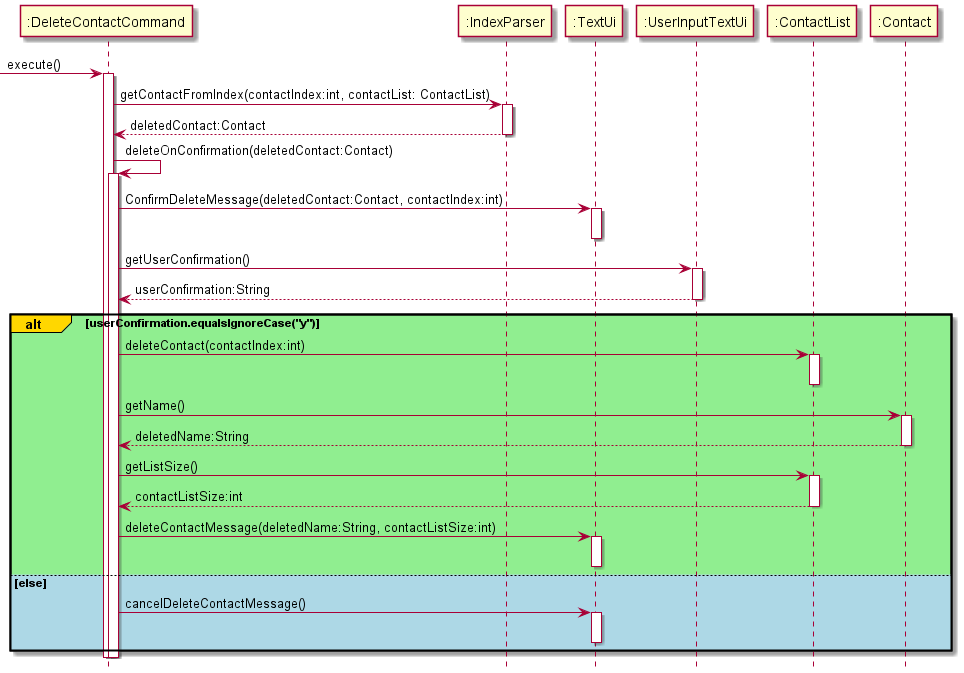 :DeleteContactCommand :IndexParser :TextUi :UserInputTextUi :ContactList :Contact
execute()
getContactFromIndex(contactIndex:int, contactList: ContactList)
deletedContact:Contact
deleteOnConfirmation(deletedContact:Contact)
ConfirmDeleteMessage(deletedContact:Contact, contactIndex:int)
getUserConfirmation()
userConfirmation:String
alt [userConfirmation.equalsIgnoreCase("y")]
deleteContact(contactIndex:int)
getName()
deletedName:String
getListSize()
contactListSize:int
deleteContactMessage(deletedName:String, contactListSize:int)
[else]
cancelDeleteContactMessage()